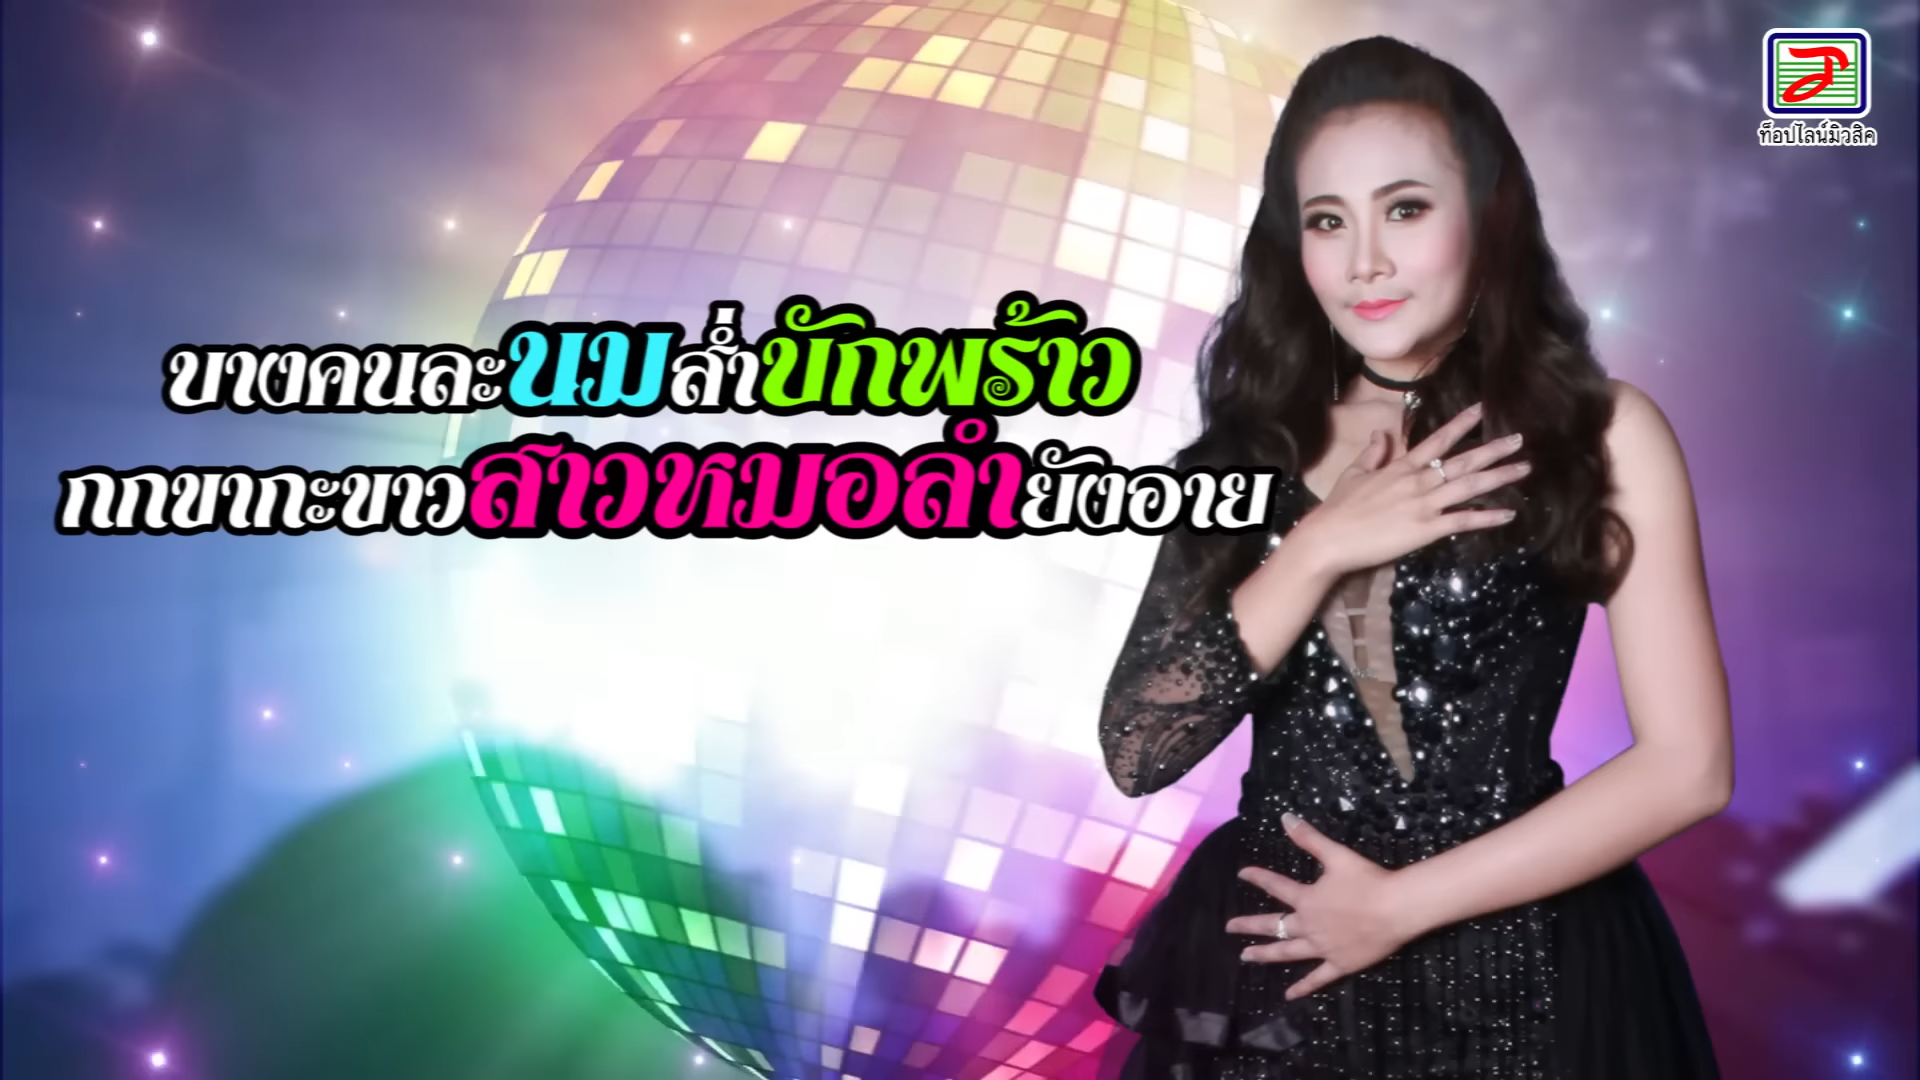 ท็อปไลน์มิวสิค
บางคนละนมส่ำบักพร้าว
กกขากะขาวสาวหมอลำยังอาย